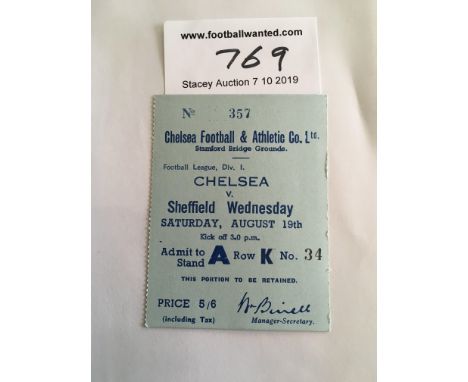 www.footballwanted.com
769
Stacey Auction 7 10 2019
No 357
Chelsea Football & Athletic Co. Ltd.
Stamford Bridge Grounds.
Football League, Div. I.
CHELSEA
v.
Sheffield Wednesday
SATURDAY, AUGUST 19th
Kick off 3.0 p.m.
Admit to Stand A Row K No. 34
THIS PORTION TO BE RETAINED.
PRICE 5/6
(including Tax)
Manager-Secretary.